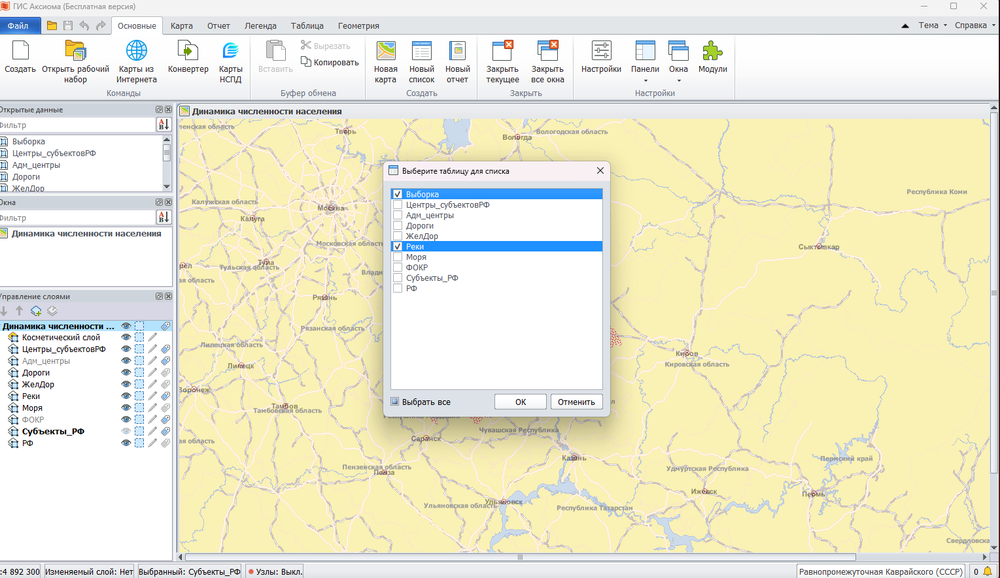 ГИС Аксиома (Бесплатная версия)
Файл Основные Карта Отчет Легенда Таблица Геометрия Тема Справка
Создать Открыть рабочий набор Карты из Интернета Конвертер Карты НСПД Вставить Вырезать Копировать Новая карта Новый список Новый отчет Закрыть текущее Закрыть все окна Настройки Панели Окна Модули
Команды Буфер обмена Создать Закрыть Настройки
Открытые данные
Фильтр
Выборка
Центры_субъектовРФ
Адм_центры
Дороги
ЖелДор
Окна
Фильтр
Динамика численности населения
Управление слоями
Динамика численности ...
Косметический слой
Центры_субъектовРФ
Адм_центры
Дороги
ЖелДор
Реки
Моря
ФОКР
Субъекты_РФ
РФ
Динамика численности населения
ленская область
Тверь
Вологда
Вологодская область
Калужская область
Москва
Калуга
Республика Коми
Московская область
Сыктывкар
Тула
Тульская область
рел
ая область
Влади
Рязань
Рязанская область
Липецкая область
Липецк
Киров
Кировская область
Воронеж
Тамбов
Тамбовская область
Чувашская Республика
Саранск
ая область
Пензенская область
Пенза
Казань
Удмуртская Республика
Пермский край
Ижевск
Пермь
Ульяновск
Ульяновская область
Республика Татарстан
Свердловска
Выберите таблицу для списка
Выборка
Центры_субъектовРФ
Адм_центры
Дороги
ЖелДор
Реки
Моря
ФОКР
Субъекты_РФ
РФ
Выбрать все ОК Отменить
:4 892 300 Изменяемый слой: Нет Выбранный: Субъекты_РФ Узлы: Выкл. Равнопромежуточная Каврайского (СССР) 0